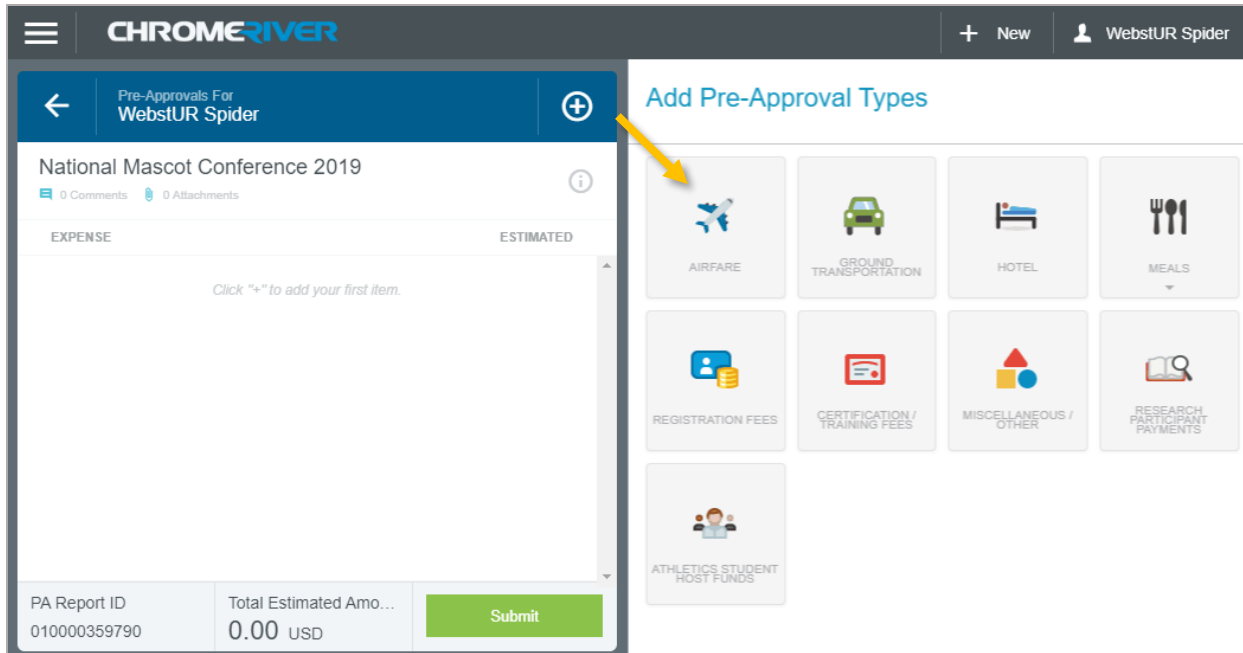 CHROMERIVER
+ New
WebstUR Spider
Pre-Approvals For
WebstUR Spider
National Mascot Conference 2019
0 Comments
0 Attachments
EXPENSE
ESTIMATED
Click "+" to add your first item.
PA Report ID
010000359790
Total Estimated Amo...
0.00 USD
Submit
Add Pre-Approval Types
AIRFARE
GROUND
TRANSPORTATION
HOTEL
MEALS
REGISTRATION FEES
CERTIFICATION /
TRAINING FEES
MISCELLANEOUS /
OTHER
RESEARCH
PARTICIPANT
PAYMENTS
ATHLETICS STUDENT
HOST FUNDS